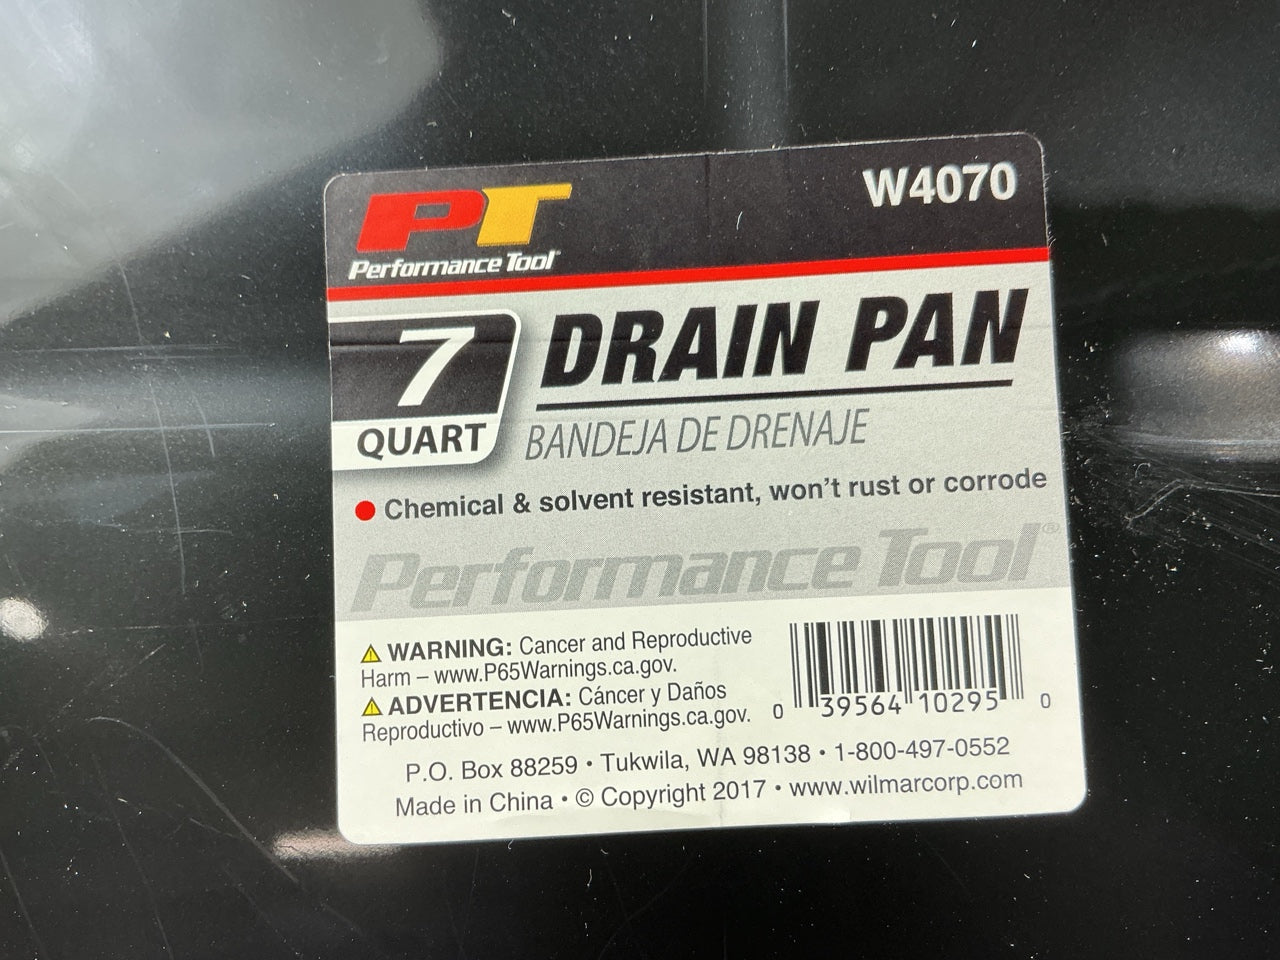 PT
Performance Tool®
W4070
7
QUART
DRAIN PAN
BANDEJA DE DRENAJE
• Chemical & solvent resistant, won't rust or corrode
Performance Tool®
⚠ WARNING: Cancer and Reproductive
Harm – www.P65Warnings.ca.gov.
⚠ ADVERTENCIA: Cáncer y Daños
Reproductivo – www.P65Warnings.ca.gov.
0 39564 10295 0
P.O. Box 88259 • Tukwila, WA 98138 • 1-800-497-0552
Made in China • © Copyright 2017 • www.wilmarcorp.com